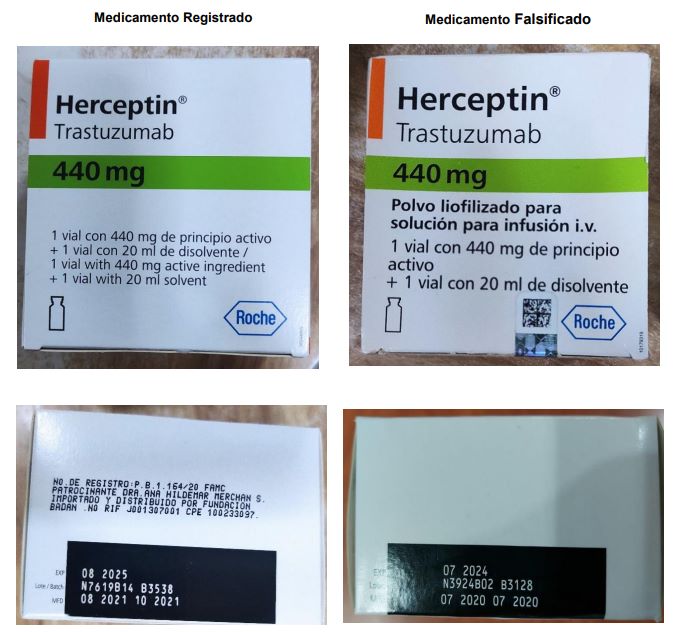 Medicamento Registrado
Medicamento Falsificado
Herceptin®
Trastuzumab
440 mg
1 vial con 440 mg de principio activo
+ 1 vial con 20 ml de disolvente /
1 vial with 440 mg active ingredient
+ 1 vial with 20 ml solvent
Roche
Herceptin®
Trastuzumab
440 mg
Polvo liofilizado para
solución para infusión i.v.
1 vial con 440 mg de principio
activo
+ 1 vial con 20 ml de disolvente
Roche
10179319
NO.DE REGISTRO:P.B.1.164/20 FAMC
PATROCINANTE DRA.ANA HILDEMAR MERCHAN S.
IMPORTADO Y DISTRIBUIDO POR FUNDACION
BADAN .NO RIF J001307001 CPE 100233097.
EXP 08 2025
Lote / Batch N7619B14 B3538
MFD 08 2021 10 2021
EXP 07 2024
N3924B02 B3128
MFD 07 2020 07 2020